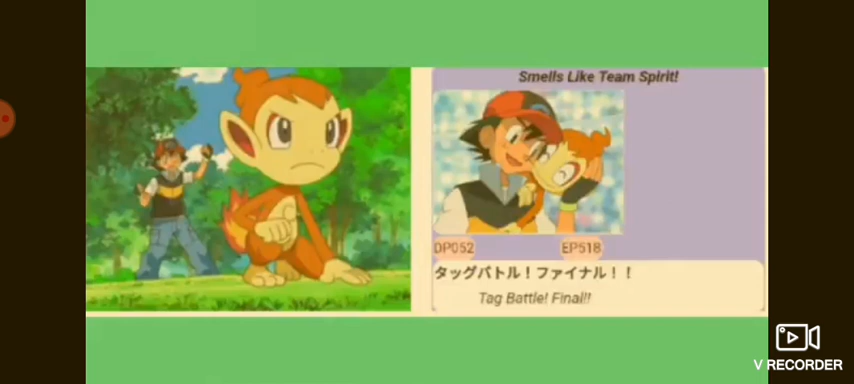 Smells Like Team Spirit!
DP052
EP518
タッグバトル！ファイナル！！
Tag Battle! Final!!
V RECORDER